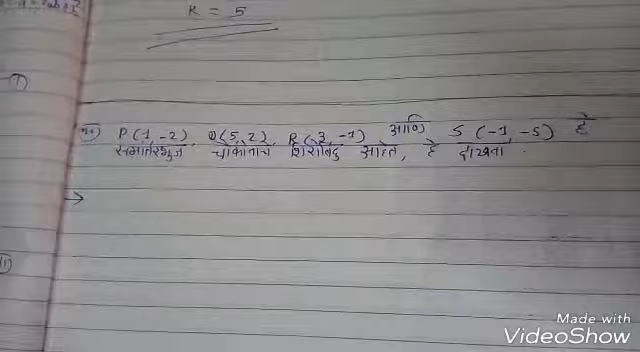 K = 5
P(1, -2), Q(5, 2), R(3, -1) आणि S (-1, -5) हे
समांतरभुज चौकोनाचे शिरोबिंदू आहेत, हे दाखवा.
Made with
VideoShow